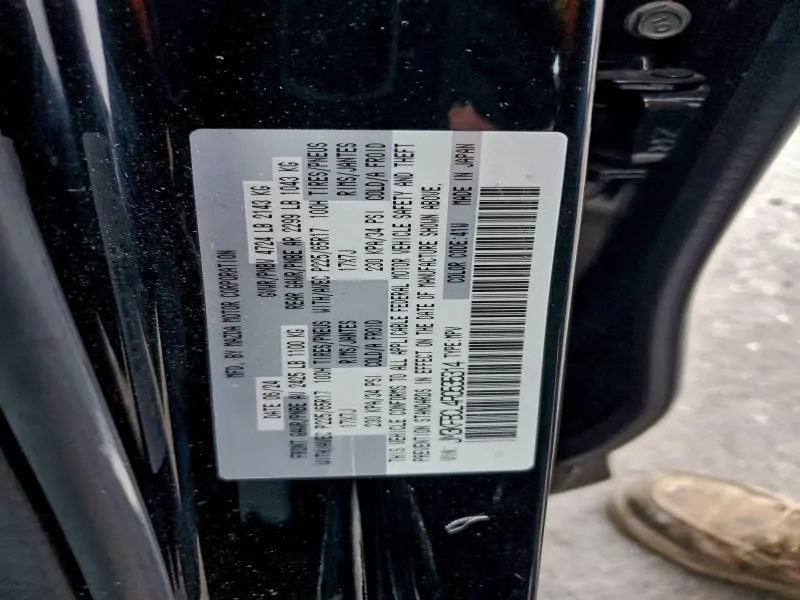 MFD. BY MAZDA MOTOR CORPORATION
DATE 06/24 GVWR/PNBV 4724 LB 2143 KG
FRONT GAWR/PNBE AV 2425 LB 1100 KG REAR GAWR/PNBE AR 2299 LB 1043 KG
WITH/AVEC P225/65R17 100H TIRES/PNEUS WITH/AVEC P225/65R17 100H TIRES/PNEUS
17X7J RIMS/JANTES 17X7J RIMS/JANTES
230 KPA/34 PSI COLD/A FROID 230 KPA/34 PSI COLD/A FROID
THIS VEHICLE CONFORMS TO ALL APPLICABLE FEDERAL MOTOR VEHICLE SAFETY AND THEFT
PREVENTION STANDARDS IN EFFECT ON THE DATE OF MANUFACTURE SHOWN ABOVE.
VIN: TYPE:MPV MADE IN JAPAN
COLOR CODE:41W
10